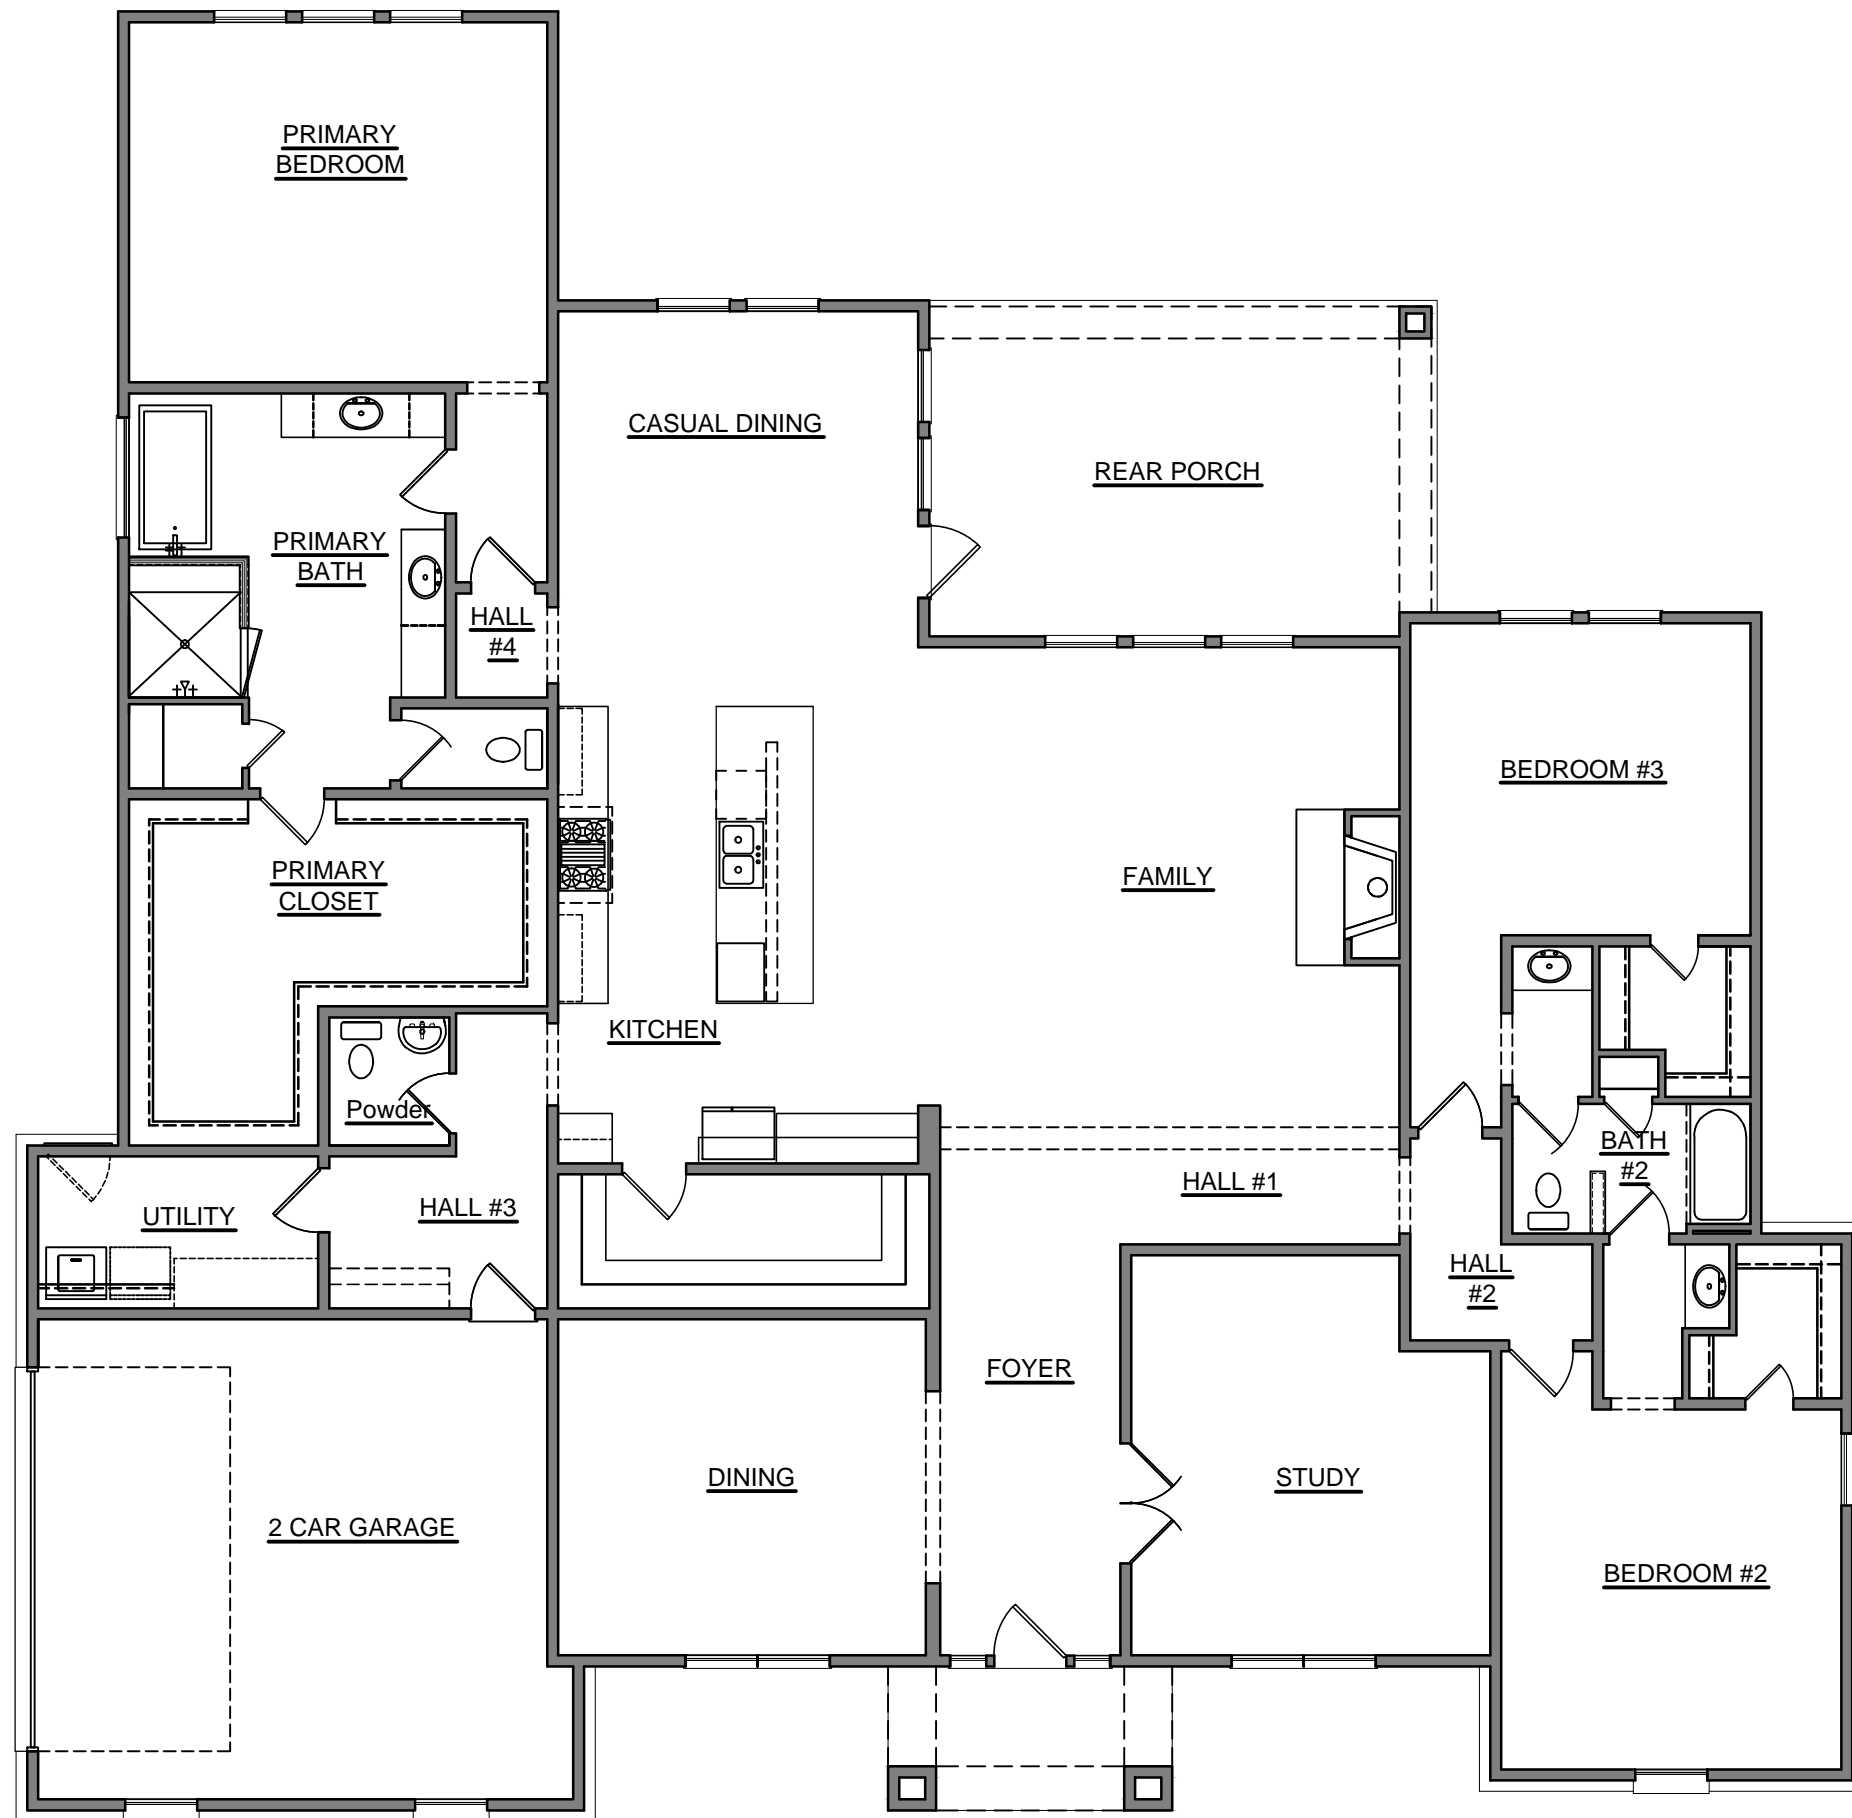 PRIMARY
BEDROOM
CASUAL DINING
REAR PORCH
PRIMARY
BATH
HALL
#4
BEDROOM #3
PRIMARY
CLOSET
FAMILY
KITCHEN
Powder
BATH
#2
HALL #1
UTILITY
HALL #3
HALL
#2
FOYER
DINING
STUDY
2 CAR GARAGE
BEDROOM #2